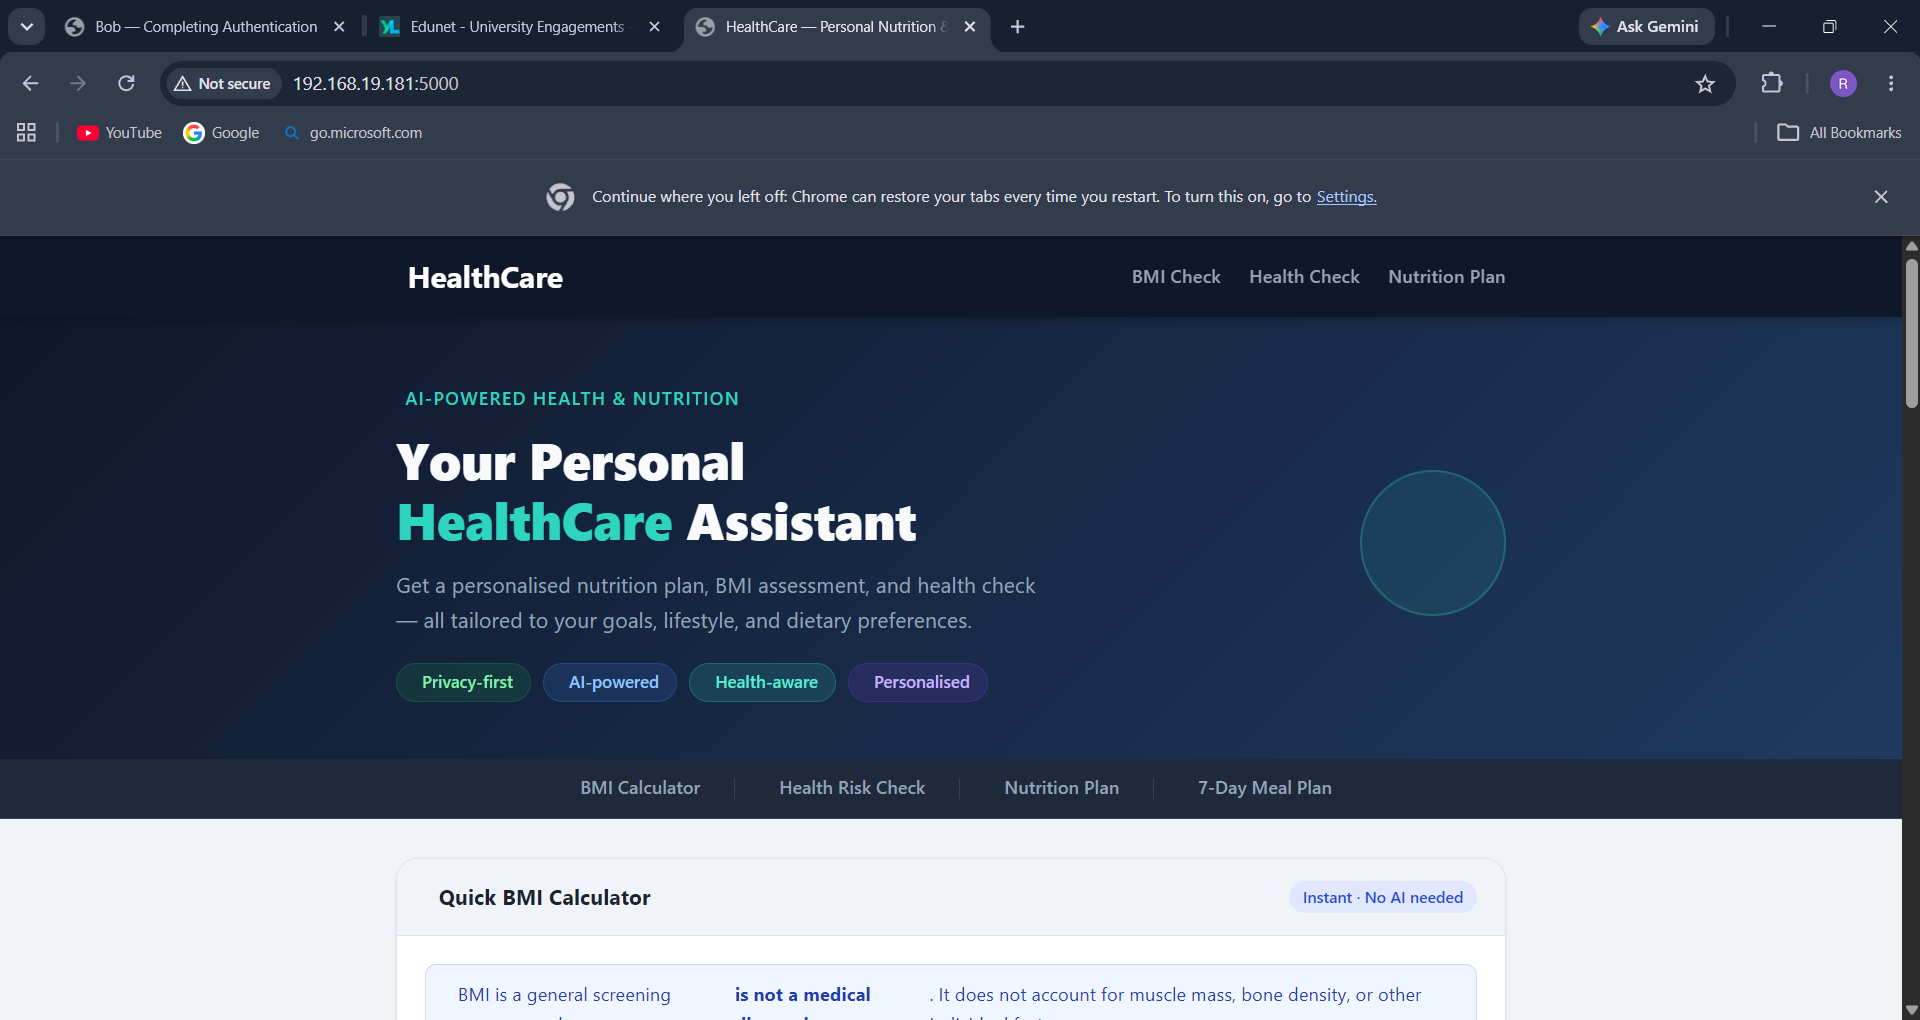 Bob — Completing Authentication
Edunet - University Engagements
HealthCare — Personal Nutrition &
Ask Gemini
Not secure
192.168.19.181:5000
R
YouTube
Google
go.microsoft.com
All Bookmarks
Continue where you left off: Chrome can restore your tabs every time you restart. To turn this on, go to Settings.
HealthCare
BMI Check
Health Check
Nutrition Plan
AI-POWERED HEALTH & NUTRITION
Your Personal
HealthCare Assistant
Get a personalised nutrition plan, BMI assessment, and health check
— all tailored to your goals, lifestyle, and dietary preferences.
Privacy-first
AI-powered
Health-aware
Personalised
BMI Calculator
Health Risk Check
Nutrition Plan
7-Day Meal Plan
Quick BMI Calculator
Instant · No AI needed
BMI is a general screening
is not a medical
. It does not account for muscle mass, bone density, or other